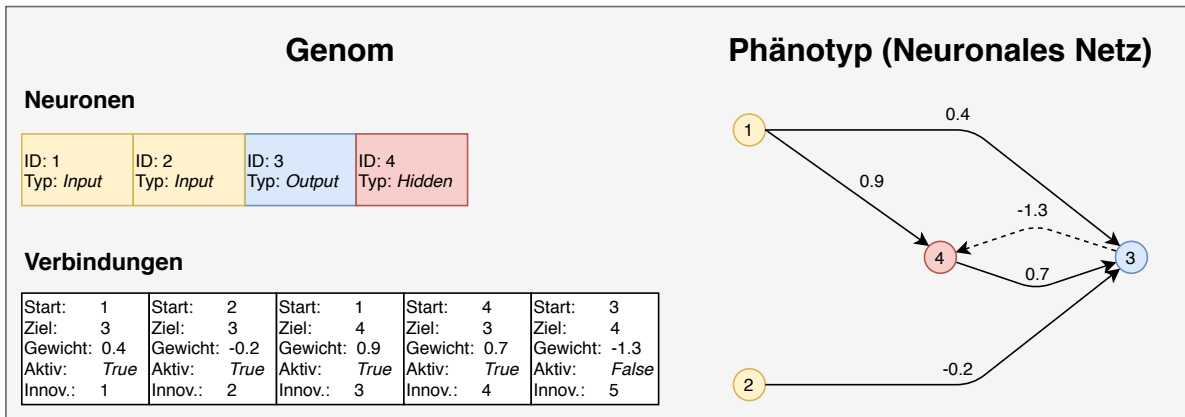 Genom
Neuronen
ID: 1
Typ: Input
ID: 2
Typ: Input
ID: 3
Typ: Output
ID: 4
Typ: Hidden
Verbindungen
Start: 1
Ziel: 3
Gewicht: 0.4
Aktiv: True
Innov.: 1
Start: 2
Ziel: 3
Gewicht: -0.2
Aktiv: True
Innov.: 2
Start: 1
Ziel: 4
Gewicht: 0.9
Aktiv: True
Innov.: 3
Start: 4
Ziel: 3
Gewicht: 0.7
Aktiv: True
Innov.: 4
Start: 3
Ziel: 4
Gewicht: -1.3
Aktiv: False
Innov.: 5
Phänotyp (Neuronales Netz)
0.4
1
0.9
-1.3
4
3
0.7
-0.2
2